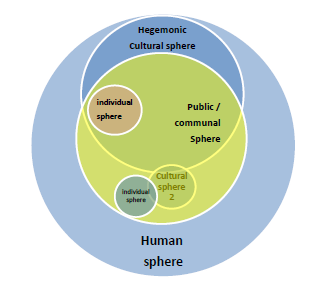 Hegemonic
Cultural sphere
individual
sphere
Public /
communal
Sphere
Cultural
sphere
2
Individual
sphere
Human
sphere